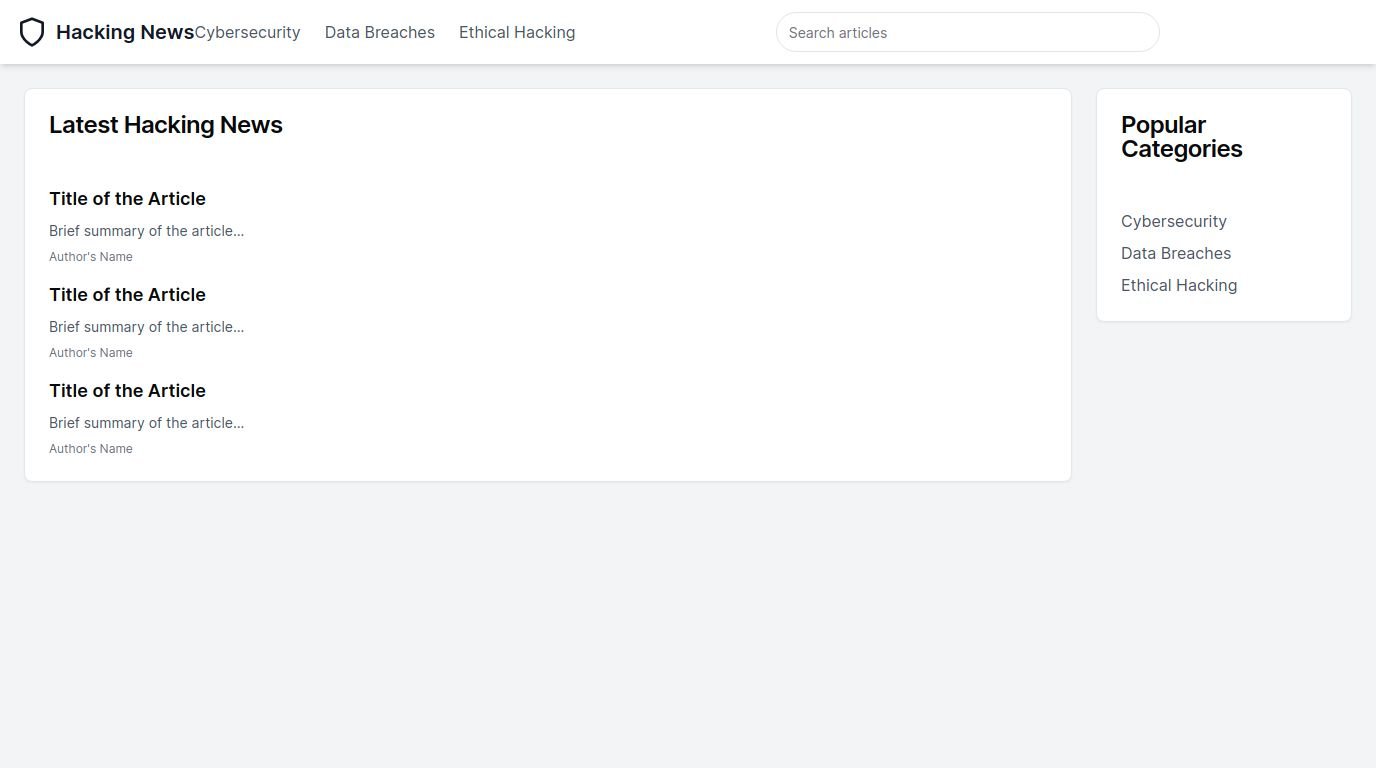 Hacking News Cybersecurity Data Breaches Ethical Hacking Search articles
Latest Hacking News
Title of the Article
Brief summary of the article...
Author's Name
Title of the Article
Brief summary of the article...
Author's Name
Title of the Article
Brief summary of the article...
Author's Name
Popular
Categories
Cybersecurity
Data Breaches
Ethical Hacking